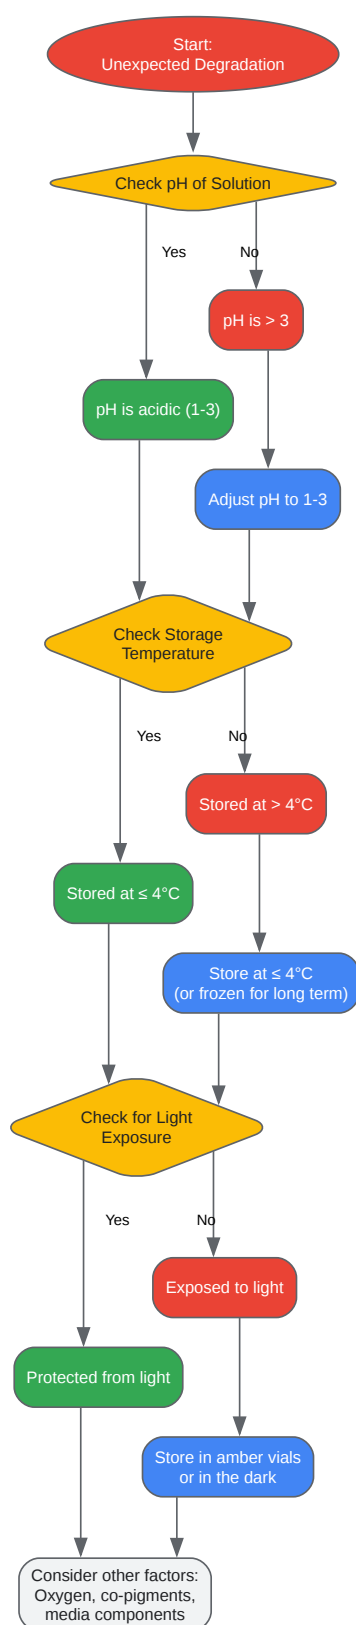 Start:
Unexpected Degradation
Check pH of Solution
Yes
No
pH is > 3
pH is acidic (1-3)
Adjust pH to 1-3
Check Storage
Temperature
Yes
No
Stored at > 4°C
Stored at ≤ 4°C
Store at ≤ 4°C
(or frozen for long term)
Check for Light
Exposure
Yes
No
Exposed to light
Protected from light
Store in amber vials
or in the dark
Consider other factors:
Oxygen, co-pigments,
media components